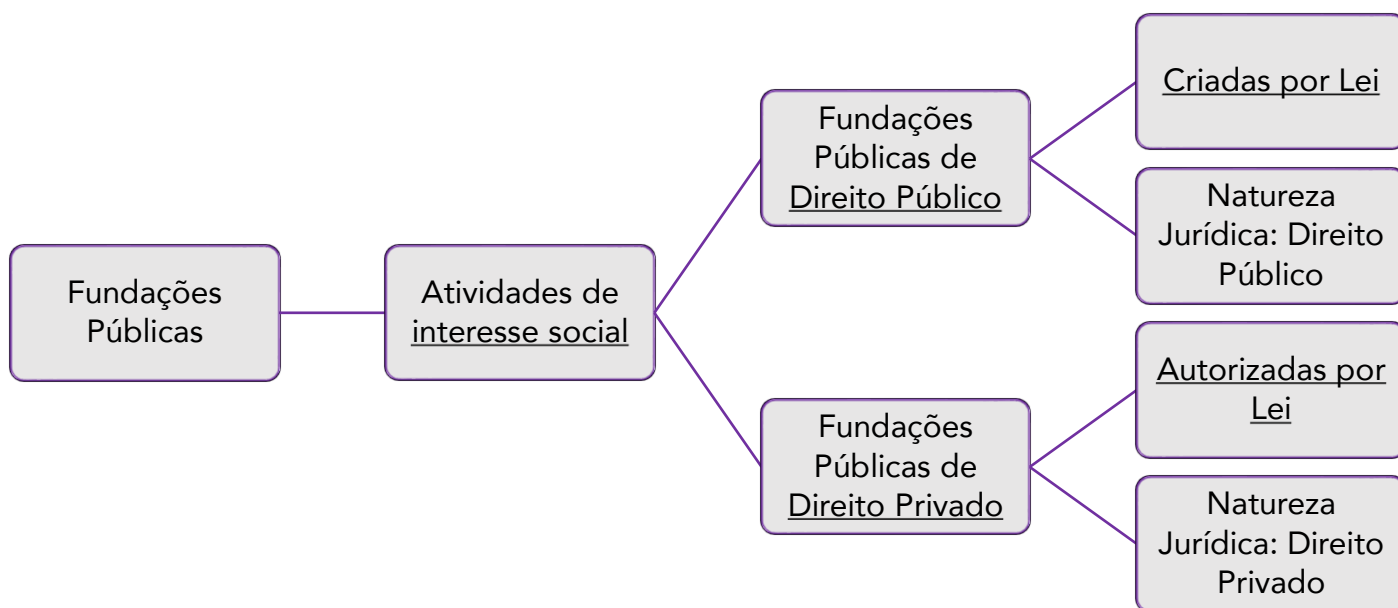 Fundações
Públicas
Atividades de
interesse social
Fundações
Públicas de
Direito Público
Criadas por Lei
Natureza
Jurídica: Direito
Público
Fundações
Públicas de
Direito Privado
Autorizadas por
Lei
Natureza
Jurídica: Direito
Privado